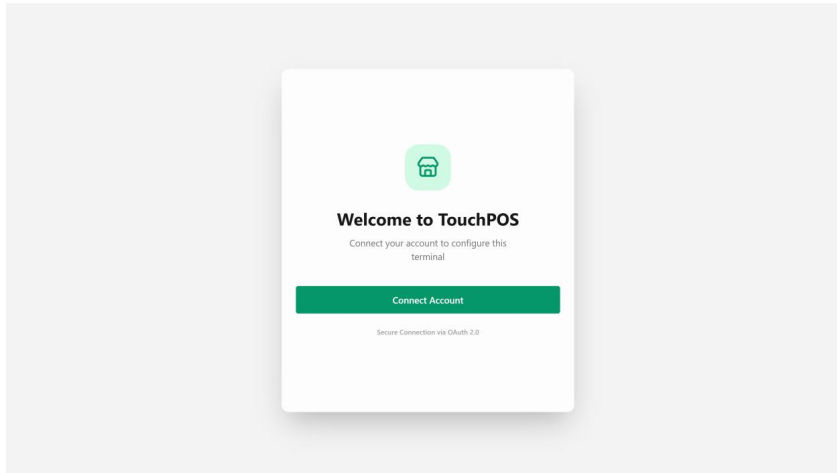 Welcome to TouchPOS
Connect your account to configure this
terminal
Connect Account
Secure Connection via OAuth 2.0